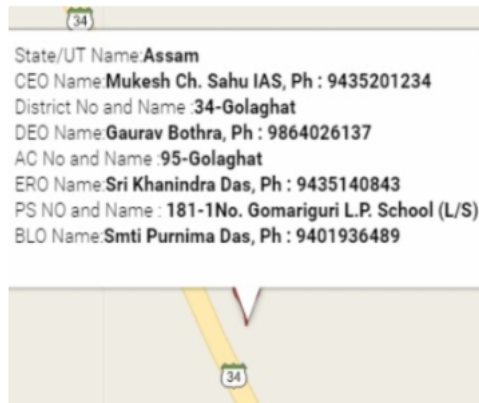 34
State/UT Name:Assam
CEO Name:Mukesh Ch. Sahu IAS, Ph : 9435201234
District No and Name :34-Golaghat
DEO Name:Gaurav Bothra, Ph : 9864026137
AC No and Name :95-Golaghat
ERO Name:Sri Khanindra Das, Ph : 9435140843
PS NO and Name : 181-1No. Gomariguri L.P. School (L/S)
BLO Name:Smti Purnima Das, Ph : 9401936489
34